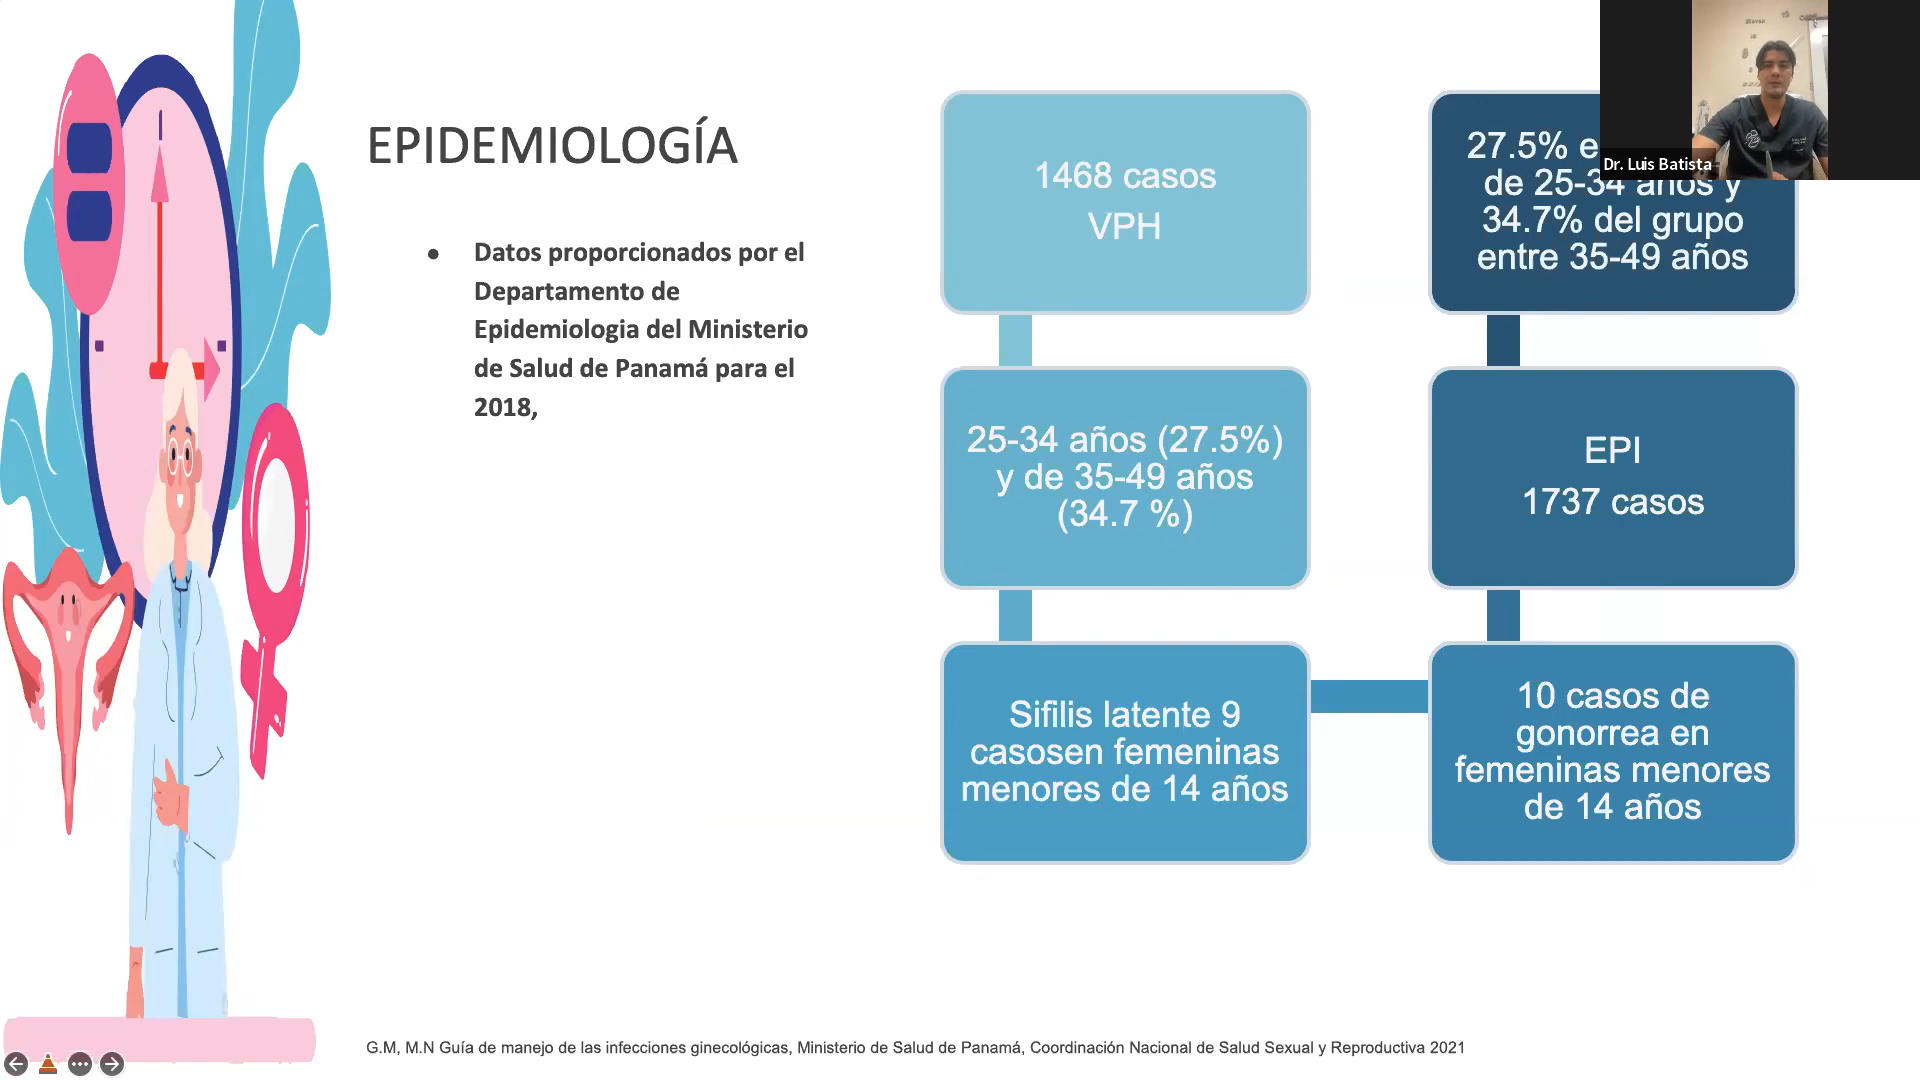 EPIDEMIOLOGÍA
● Datos proporcionados por el
Departamento de
Epidemiologia del Ministerio
de Salud de Panamá para el
2018,
1468 casos
VPH
25-34 años (27.5%)
y de 35-49 años
(34.7 %)
Sifilis latente 9
casosen femeninas
menores de 14 años
10 casos de
gonorrea en
femeninas menores
de 14 años
EPI
1737 casos
27.5%
de 25-34 años y
34.7% del grupo
entre 35-49 años
Dr. Luis Batista
G.M, M.N Guía de manejo de las infecciones ginecológicas, Ministerio de Salud de Panamá, Coordinación Nacional de Salud Sexual y Reproductiva 2021